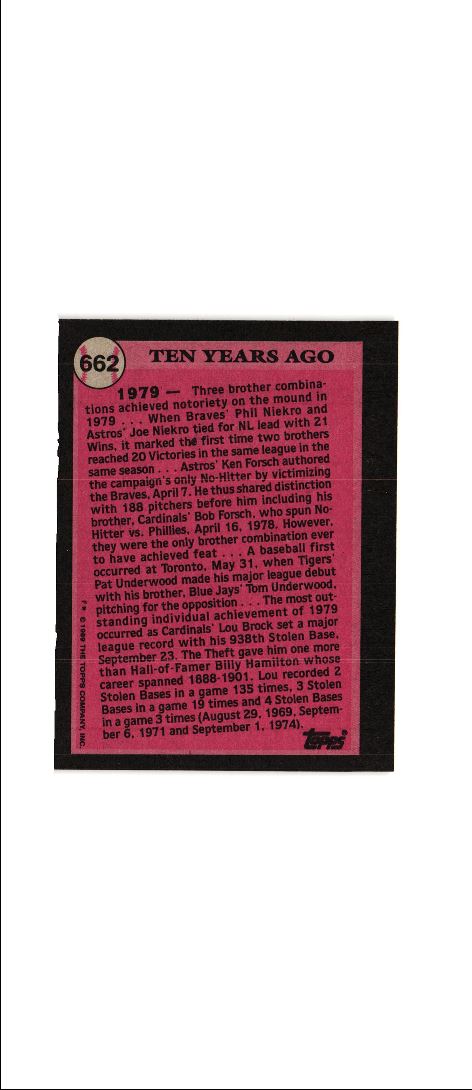 662
TEN YEARS AGO
1979 — Three brother combina-
tions achieved notoriety on the mound in
1979 . . . When Braves' Phil Niekro and
Astros' Joe Niekro tied for NL lead with 21
Wins, it marked the first time two brothers
reached 20 Victories in the same league in the
same season . . . Astros' Ken Forsch authored
the campaign's only No-Hitter by victimizing
the Braves, April 7. He thus shared distinction
with 188 pitchers before him including his
brother, Cardinals' Bob Forsch, who spun No-
Hitter vs. Phillies, April 16, 1978. However,
they were the only brother combination ever
to have achieved feat . . . A baseball first
occurred at Toronto, May 31, when Tigers'
Pat Underwood made his major league debut
with his brother, Blue Jays' Tom Underwood,
pitching for the opposition . . . The most out-
standing individual achievement of 1979
occurred as Cardinals' Lou Brock set a major
league record with his 938th Stolen Base,
September 23. The Theft gave him one more
than Hall-of-Famer Billy Hamilton whose
career spanned 1888-1901. Lou recorded 2
Stolen Bases in a game 135 times, 3 Stolen
Bases in a game 19 times and 4 Stolen Bases
in a game 3 times (August 29, 1969, Septem-
ber 6, 1971 and September 1, 1974).
Topps®
© 1989 THE TOPPS COMPANY, INC.